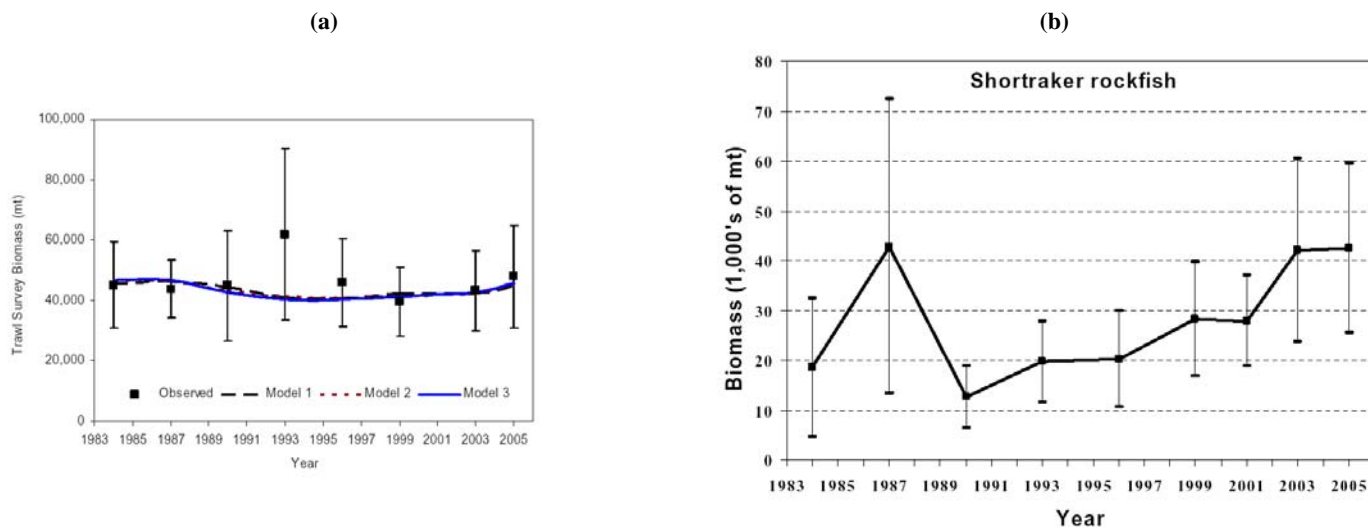 (a)
100,000
80,000
60,000
40,000
20,000
0
Trawl Survey Biomass (mt)
Observed Model 1 Model 2 Model 3
1983 1985 1987 1989 1991 1993 1995 1997 1999 2001 2003 2005
Year
(b)
Shortraker rockfish
80
70
60
50
40
30
20
10
0
Biomass (1,000's of mt)
1983 1985 1987 1989 1991 1993 1995 1997 1999 2001 2003 2005
Year